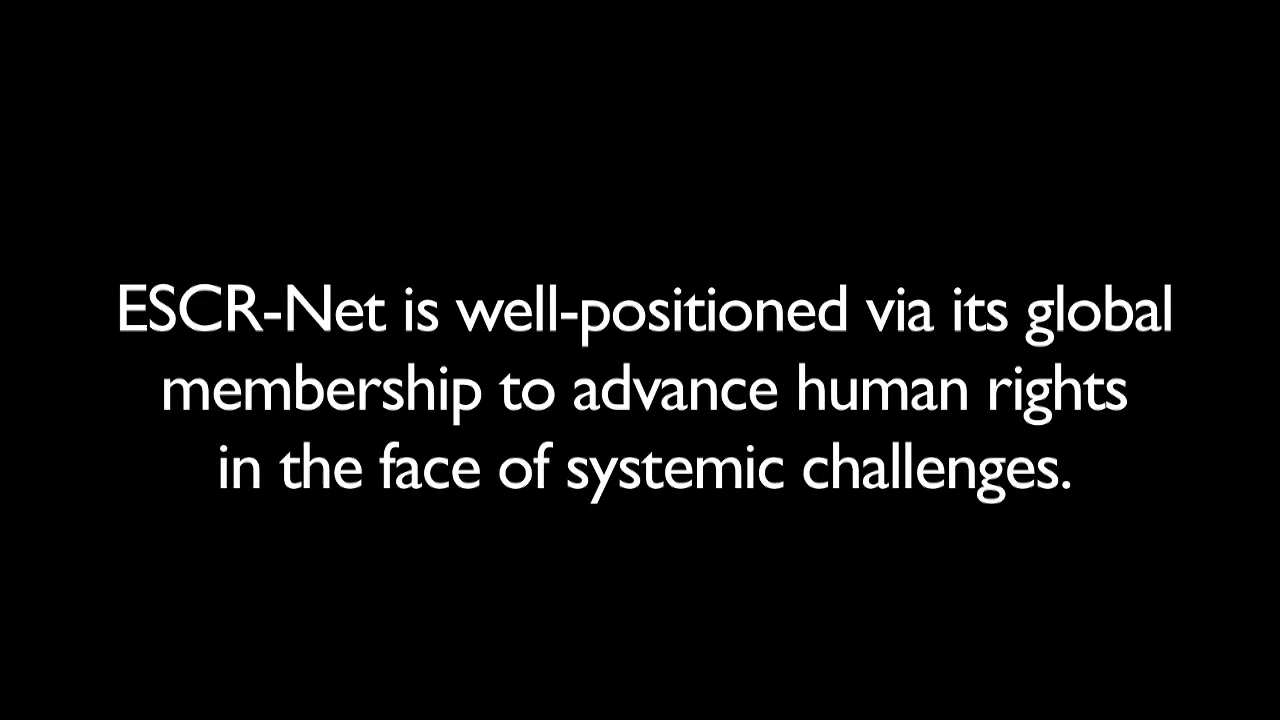 ESCR-Net is well-positioned via its global
membership to advance human rights
in the face of systemic challenges.